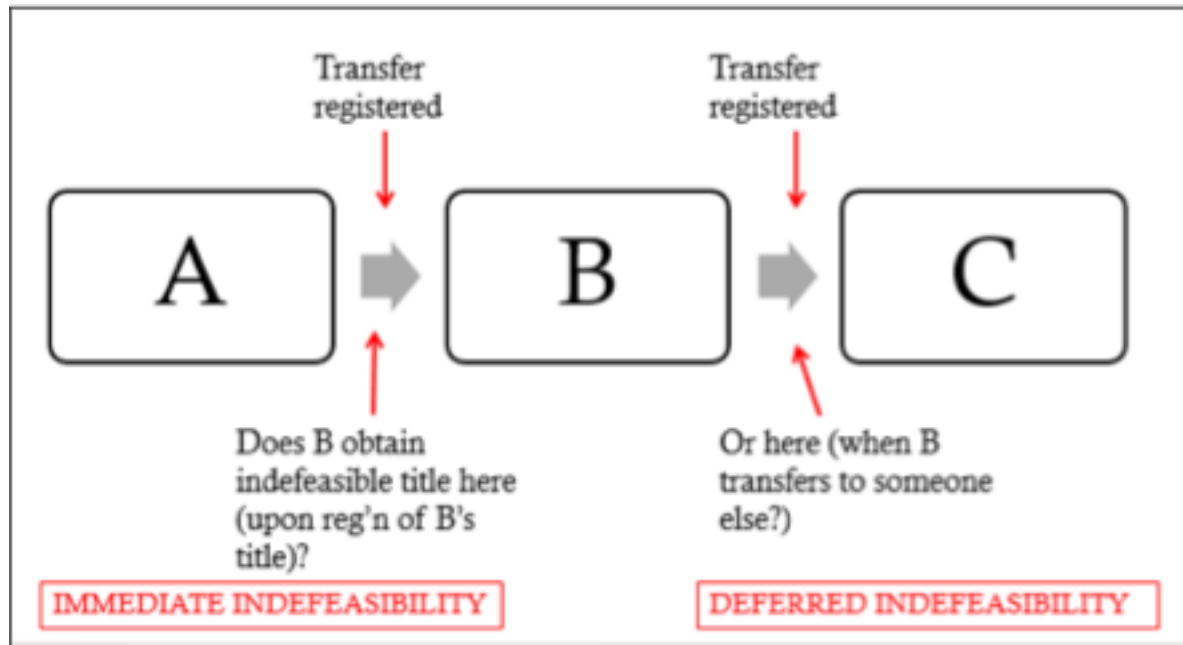 Transfer
registered
Transfer
registered
A
B
C
Does B obtain
indefeasible title here
(upon reg'n of B's
title)?
Or here (when B
transfers to someone
else?)
IMMEDIATE INDEFEASIBILITY
DEFERRED INDEFEASIBILITY